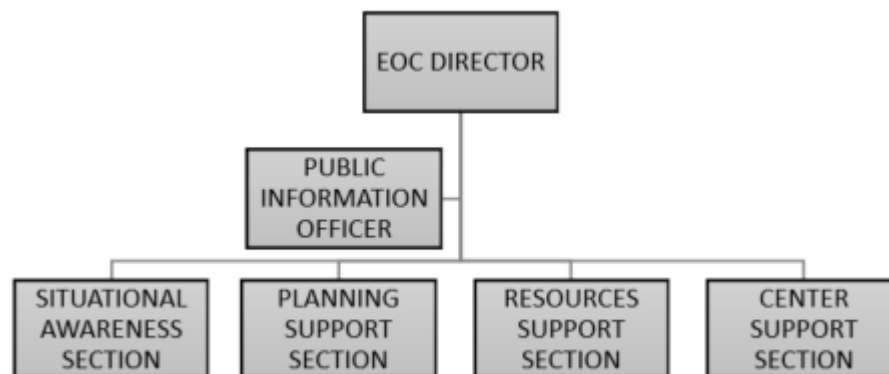 EOC DIRECTOR
PUBLIC
INFORMATION
OFFICER
SITUATIONAL
AWARENESS
SECTION
PLANNING
SUPPORT
SECTION
RESOURCES
SUPPORT
SECTION
CENTER
SUPPORT
SECTION